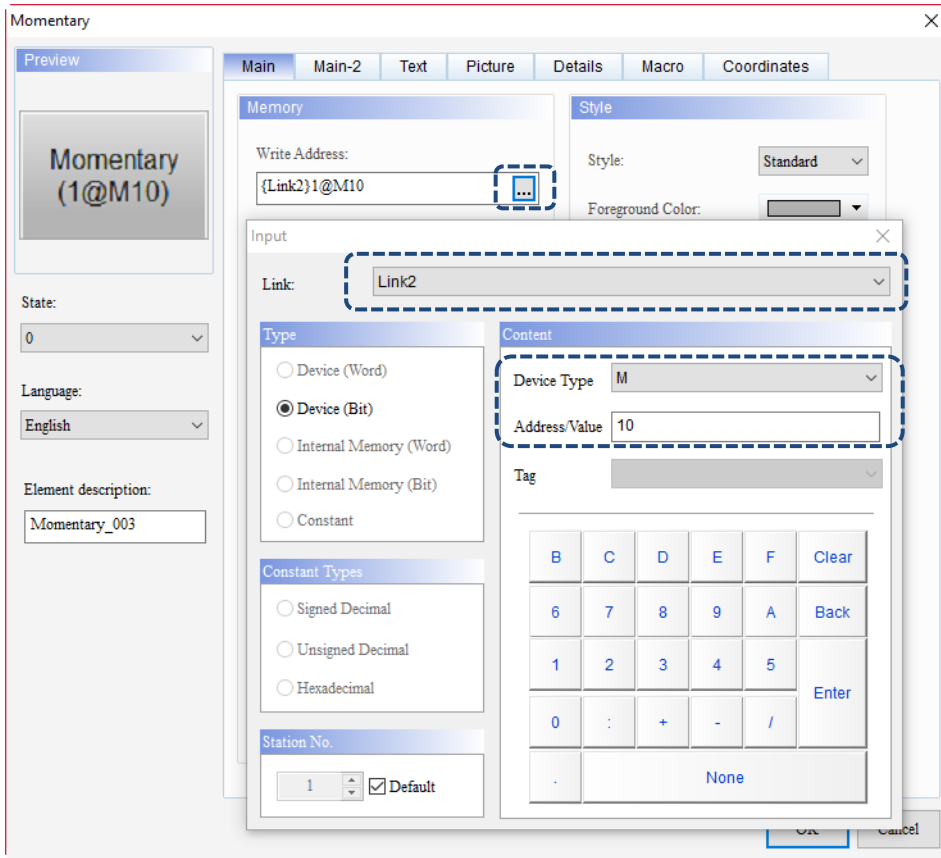 Momentary
Preview
Momentary
(1@M10)
State:
0
Language:
English
Element description:
Momentary_003
Main Main-2 Text Picture Details Macro Coordinates
Memory
Write Address:
{Link2}1@M10
...
Style
Style:
Standard
Foreground Color:
Input
Link:
Link2
Type
Device (Word)
Device (Bit)
Internal Memory (Word)
Internal Memory (Bit)
Constant
Constant Types
Signed Decimal
Unsigned Decimal
Hexadecimal
Station No.
1
Default
Content
Device Type
M
Address/Value
10
Tag
B C D E F Clear
6 7 8 9 A Back
1 2 3 4 5
Enter
0 : + - /
. None
OK Cancel